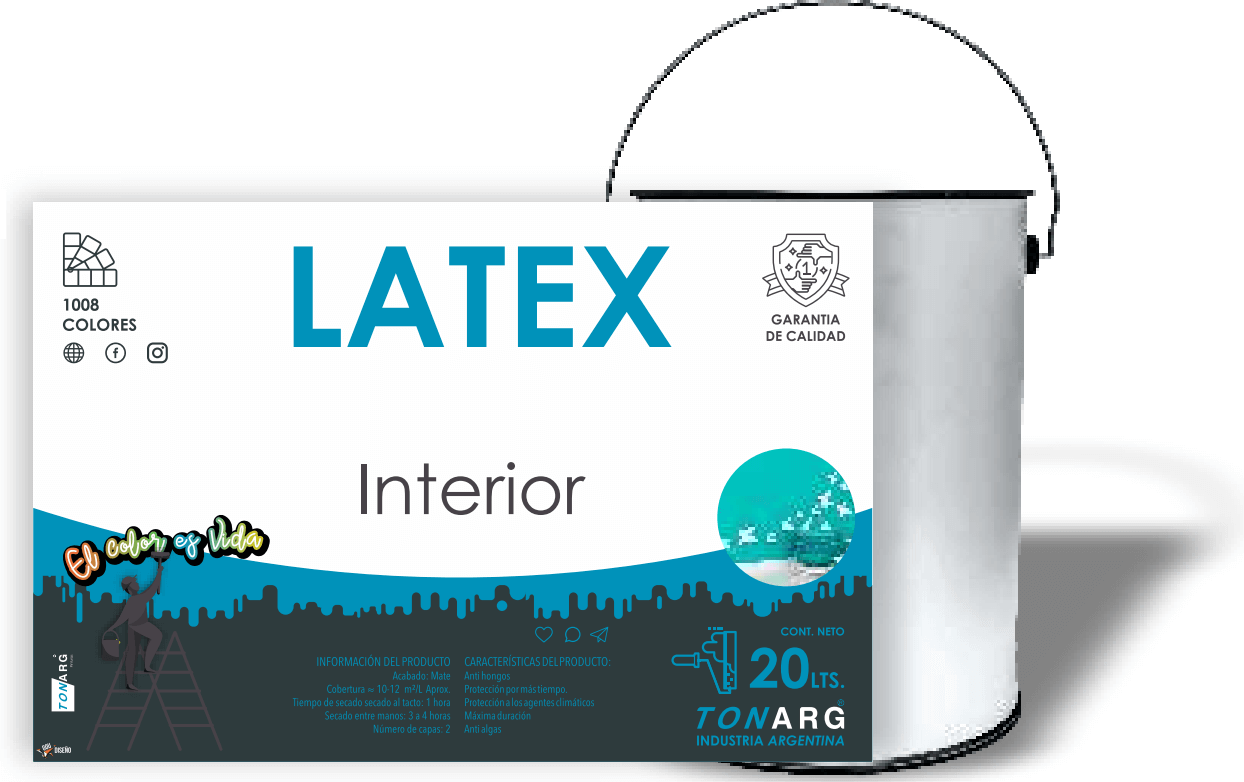 LATEX
1008
COLORES
GARANTIA
DE CALIDAD
Interior
El color es Vida
CONT. NETO
20 LTS.
INFORMACIÓN DEL PRODUCTO
Acabado: Mate
Cobertura ≈ 10-12 m²/L Aprox.
Tiempo de secado secado al tacto: 1 hora
Secado entre manos: 3 a 4 horas
Número de capas: 2
CARACTERÍSTICAS DEL PRODUCTO:
Anti hongos
Protección por más tiempo.
Protección a los agentes climáticos
Máxima duración
Anti algas
TONARG
®
INDUSTRIA ARGENTINA
TONARG
DISEÑO
1